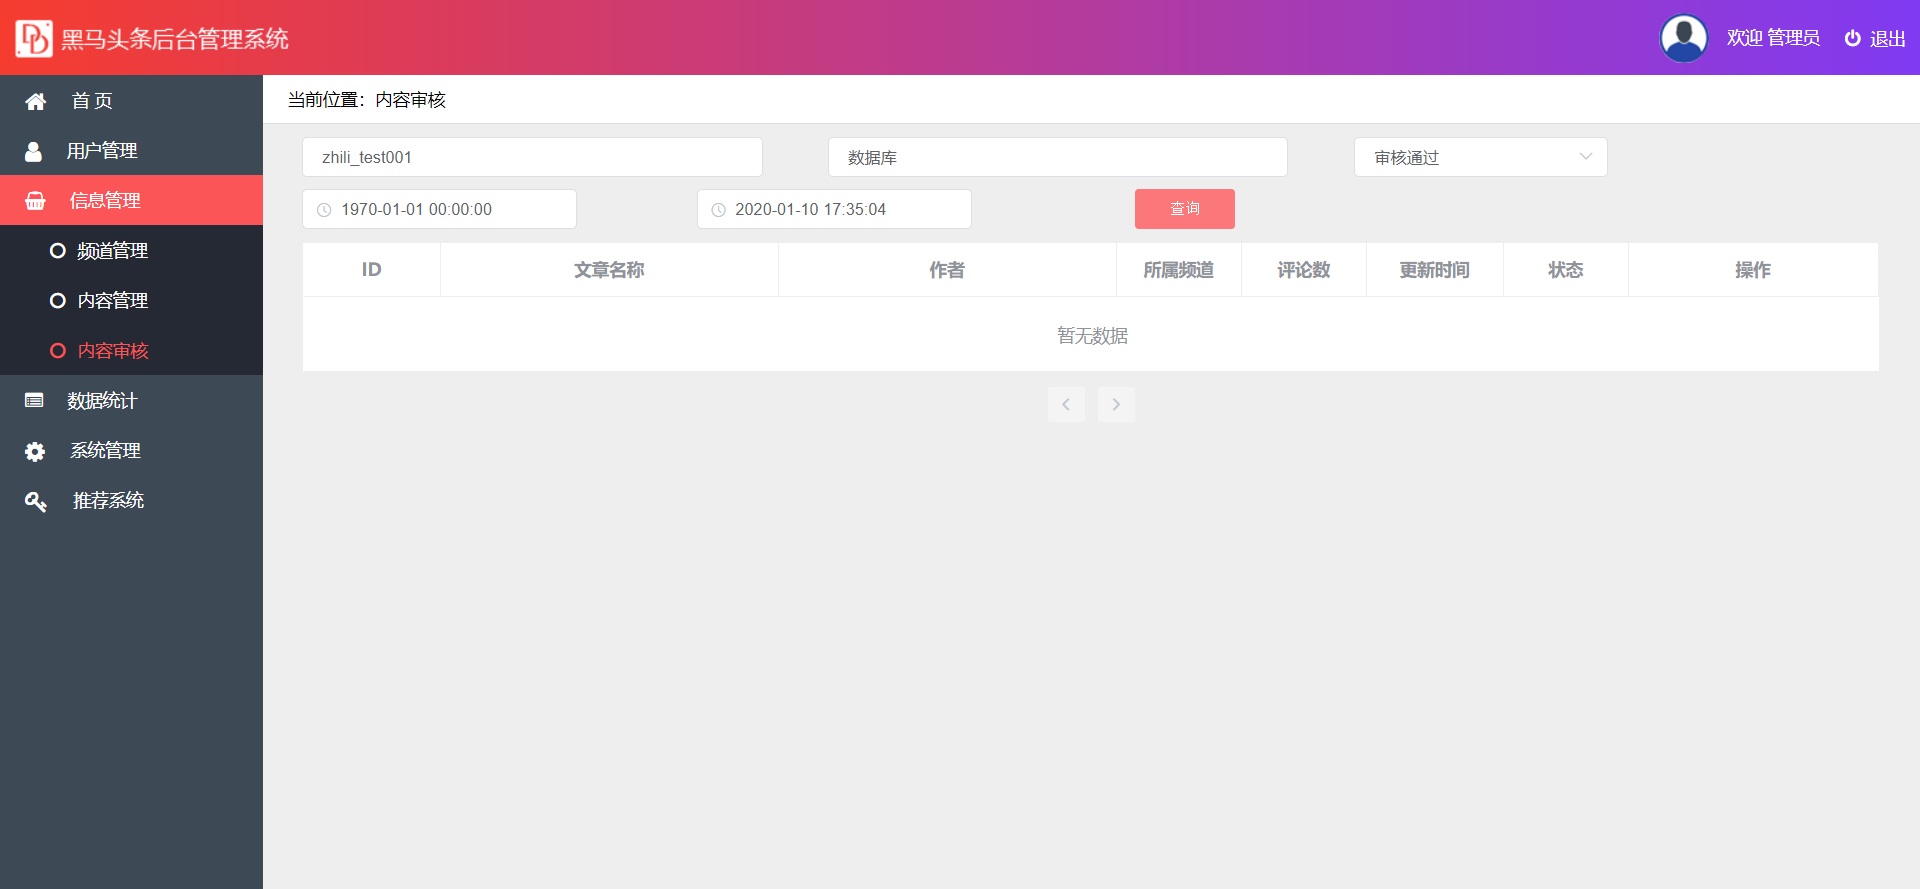 黑马头条后台管理系统
欢迎 管理员 退出
首 页
用户管理
信息管理
频道管理
内容管理
内容审核
数据统计
系统管理
推荐系统
当前位置：内容审核
zhili_test001 数据库 审核通过
1970-01-01 00:00:00 2020-01-10 17:35:04 查询
ID 文章名称 作者 所属频道 评论数 更新时间 状态 操作
暂无数据